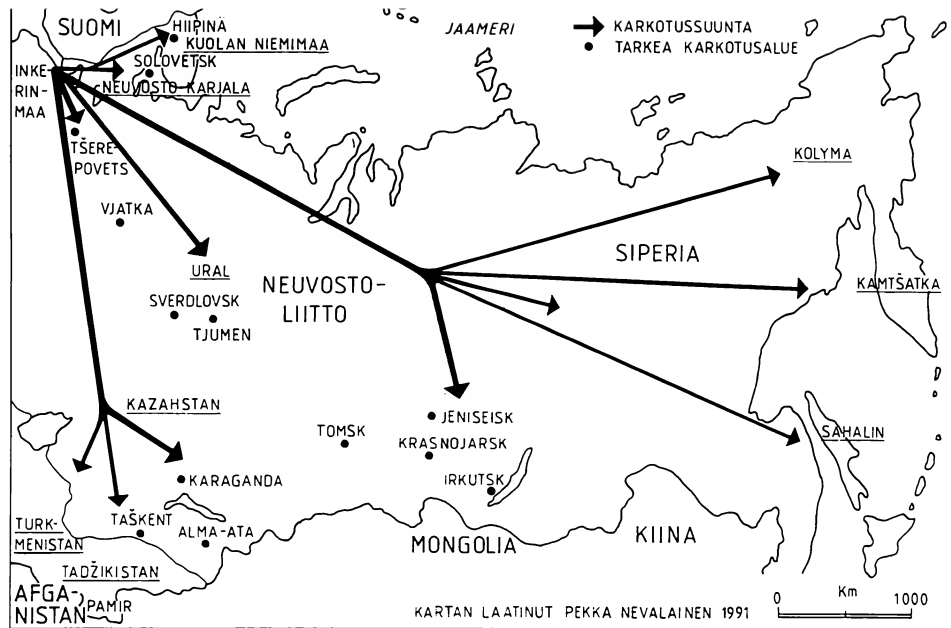 SUOMI
HIIPINÄ
KUOLAN NIEMIMAA
SOLOVETSK
NEUVOSTO KARJALA
INKE-
RIN-
MAA
JÄÄMERI
KARKOTUSSUUNTA
TÄRKEÄ KARKOTUSALUE
TŠERE-
POVETS
VJATKA
URAL
SVERDLOVSK
TJUMEN
NEUVOSTO-
LIITTO
SIPERIA
KOLYMA
KAMTŠATKA
SAHALIN
KAZAHSTAN
KARAGANDA
TOMSK
JENISEISK
KRASNOJARSK
IRKUTSK
TURK-
MENISTAN
TAŠKENT
ALMA-ATA
TADŽIKISTAN
MONGOLIA
KIINA
AFGA-
NISTAN
PAMIR
KARTAN LAATINUT PEKKA NEVALAINEN 1991
0 Km 1000